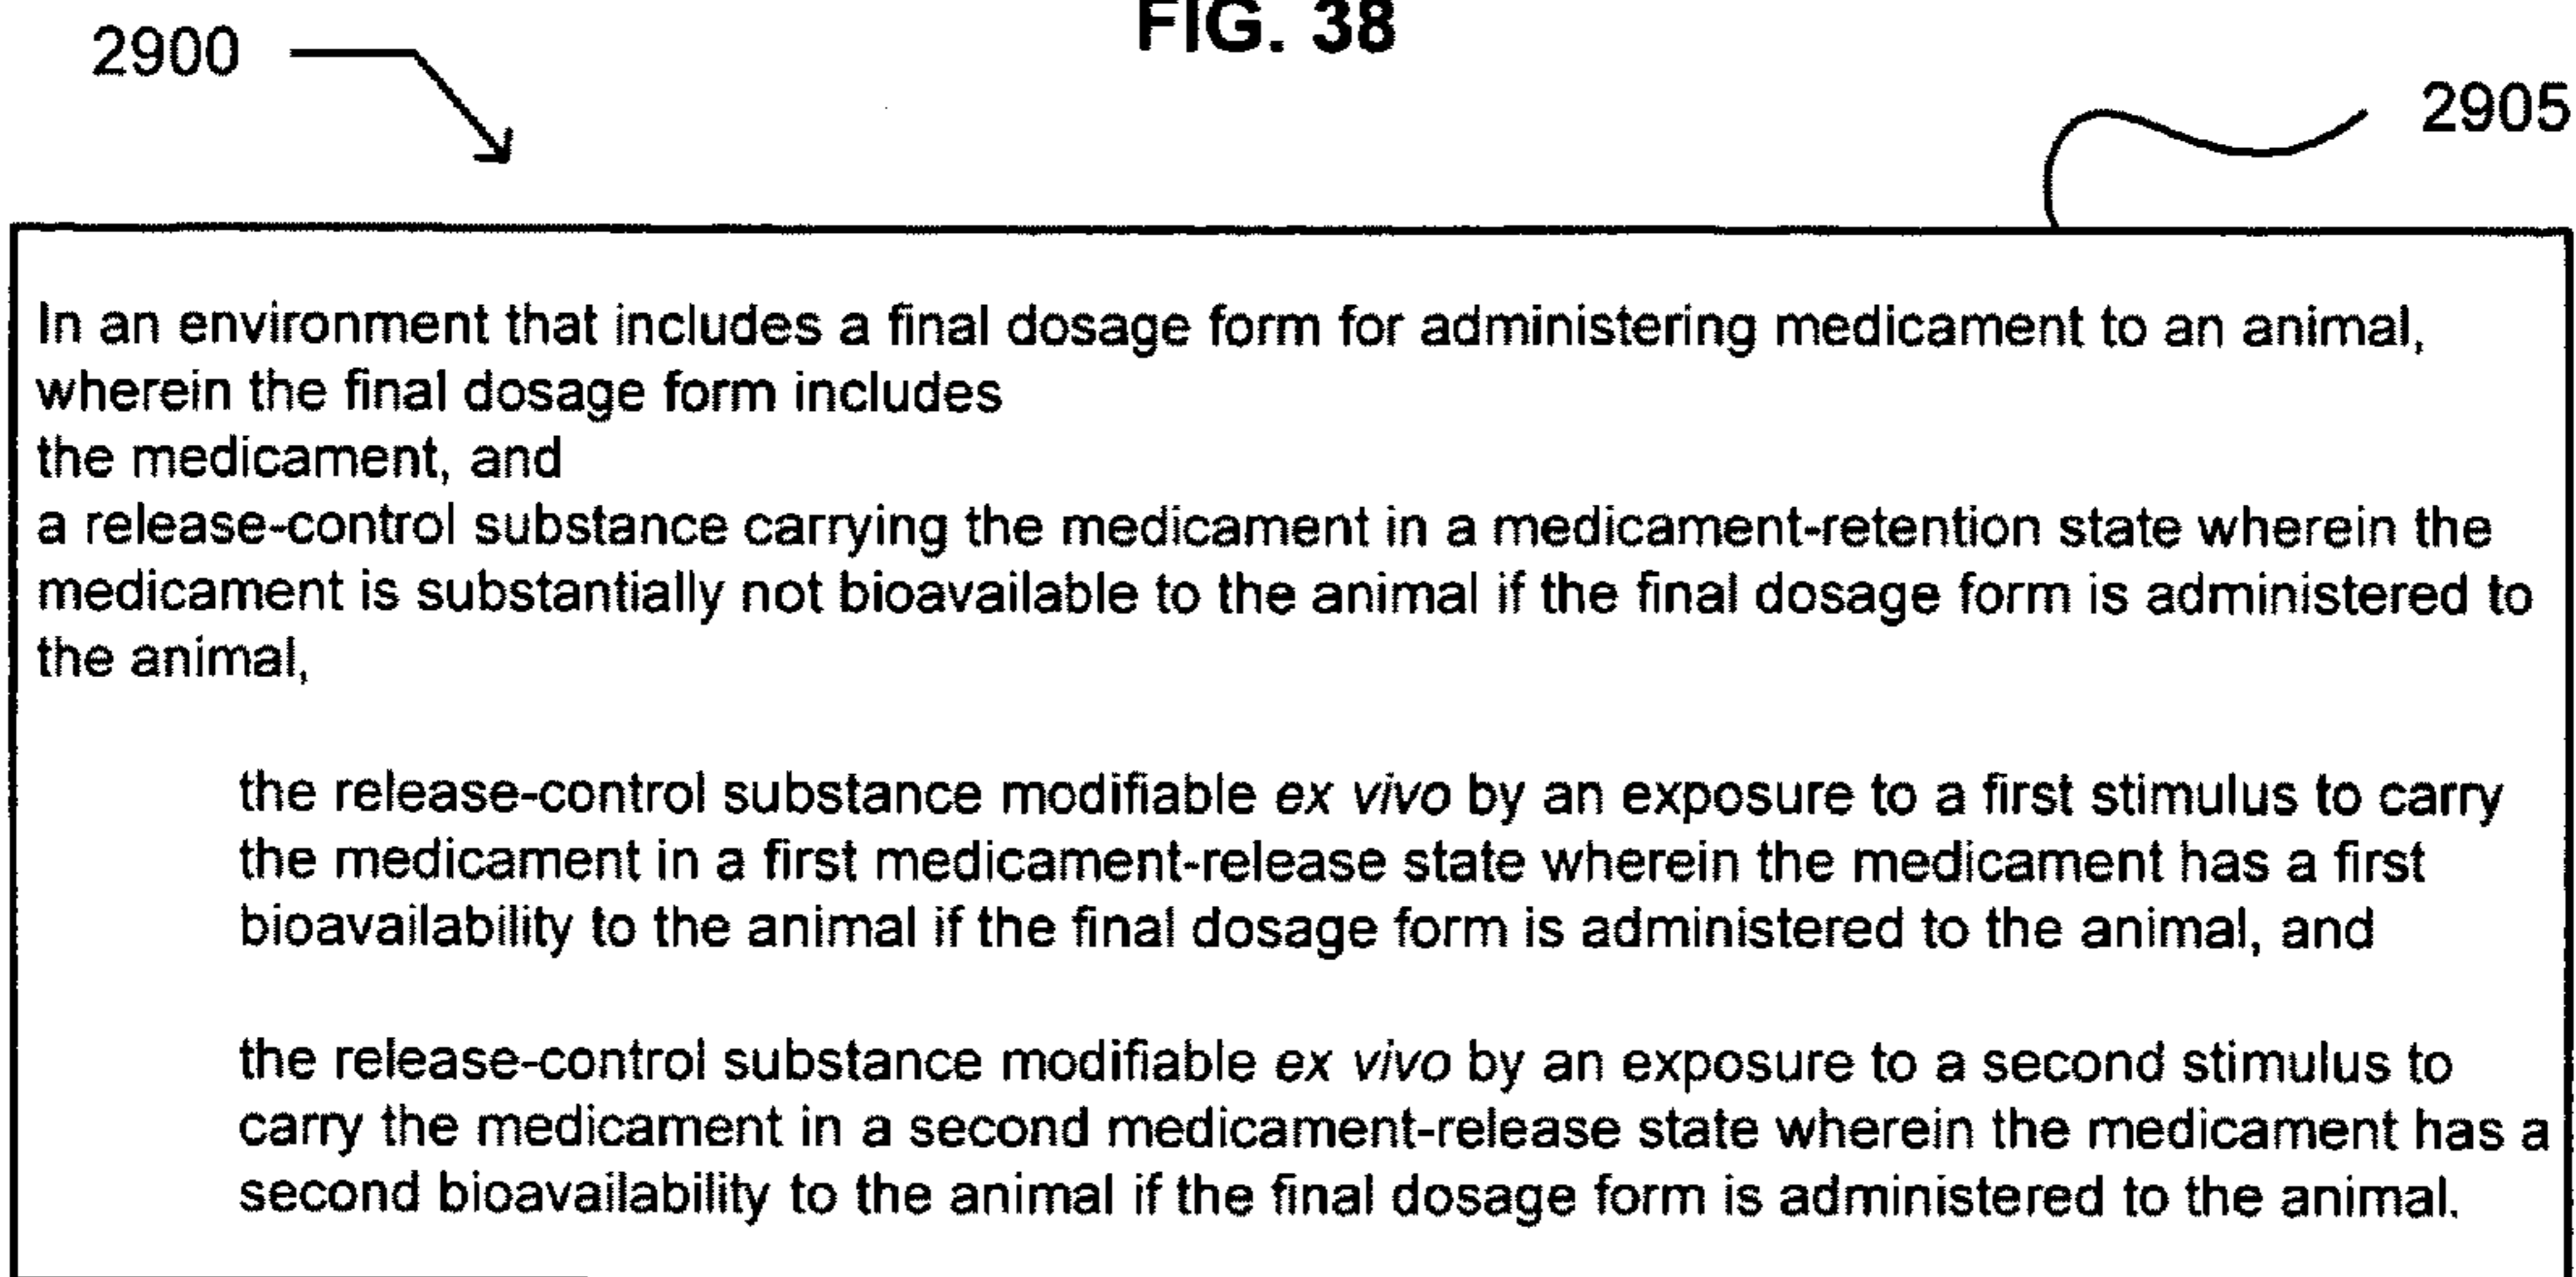 FIG. 38
2900
2905
In an environment that includes a final dosage form for administering medicament to an animal,
wherein the final dosage form includes
the medicament, and
a release-control substance carrying the medicament in a medicament-retention state wherein the
medicament is substantially not bioavailable to the animal if the final dosage form is administered to
the animal,
the release-control substance modifiable ex vivo by an exposure to a first stimulus to carry
the medicament in a first medicament-release state wherein the medicament has a first
bioavailability to the animal if the final dosage form is administered to the animal, and
the release-control substance modifiable ex vivo by an exposure to a second stimulus to
carry the medicament in a second medicament-release state wherein the medicament has a
second bioavailability to the animal if the final dosage form is administered to the animal.